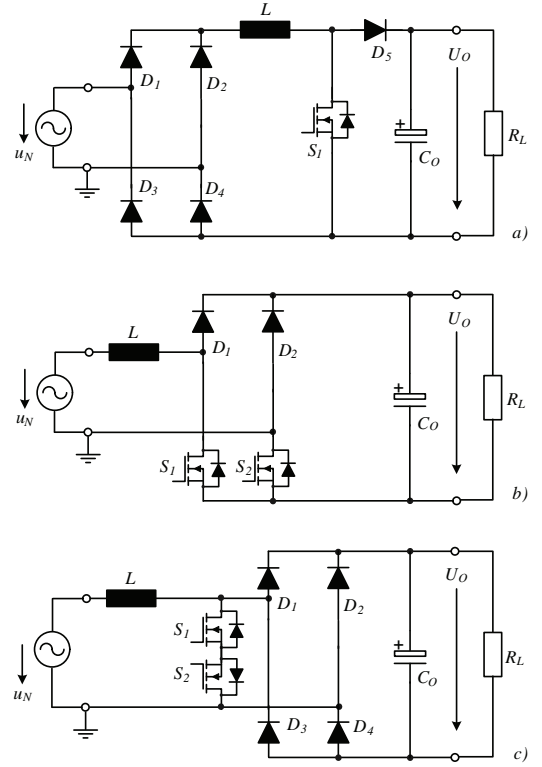 L
D5
UO
D1
D2
uN
S1
+
CO
RL
D3
D4
a)
L
D1
D2
UO
uN
+
CO
RL
S1
S2
b)
L
D1
D2
UO
S1
S2
uN
+
CO
RL
D3
D4
c)